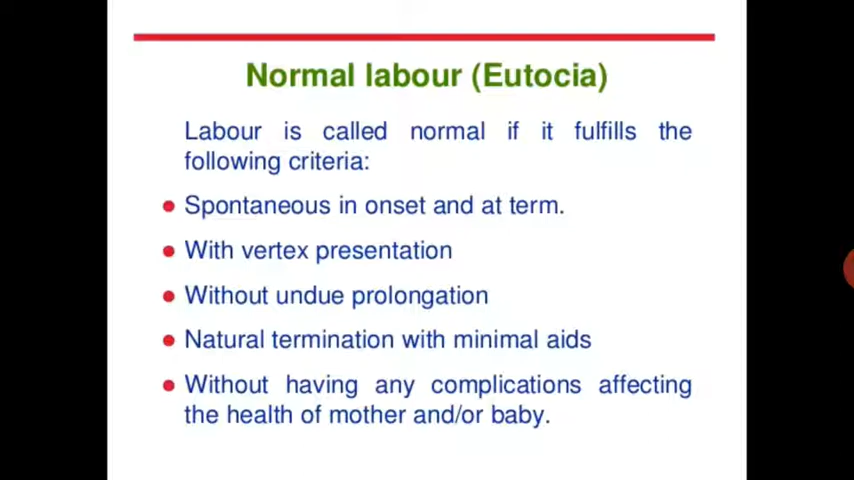 Normal labour (Eutocia)
Labour is called normal if it fulfills the
following criteria:
Spontaneous in onset and at term.
With vertex presentation
Without undue prolongation
Natural termination with minimal aids
Without having any complications affecting
the health of mother and/or baby.